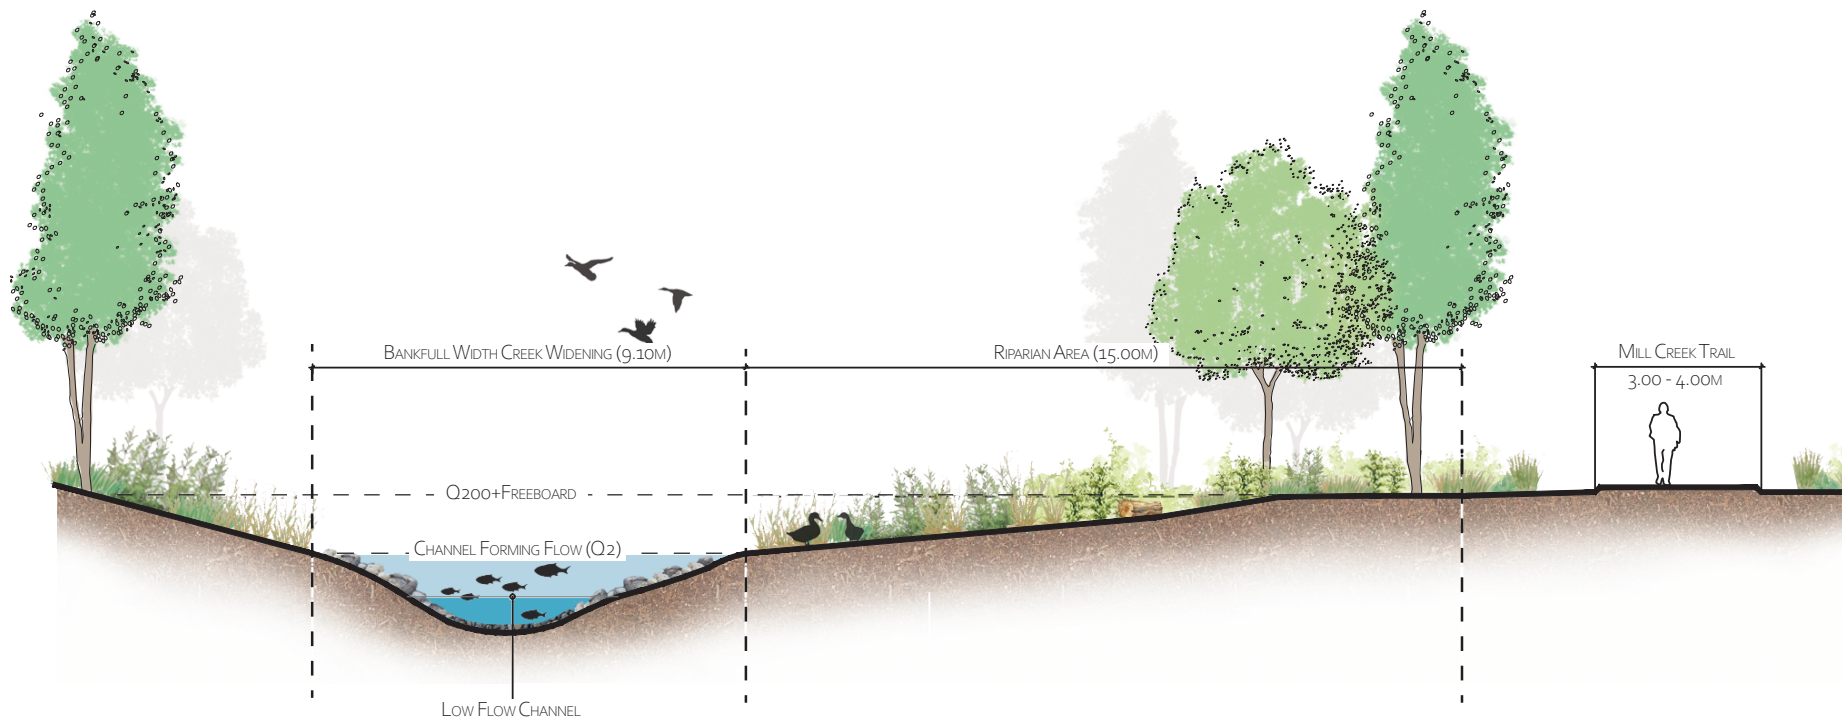 Bankfull Width Creek Widening (9.10m)
Riparian Area (15.00m)
Mill Creek Trail
3.00 - 4.00m
Q200+Freeboard
Channel Forming Flow (Q2)
Low Flow Channel